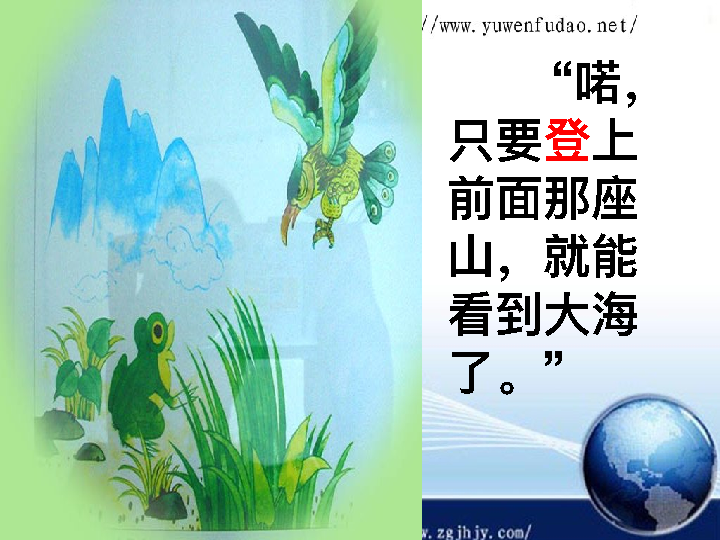 //www.yuwenfudao.net/
“喏，
只要登上
前面那座
山，就能
看到大海
了。”
w.zgjhjy.com/